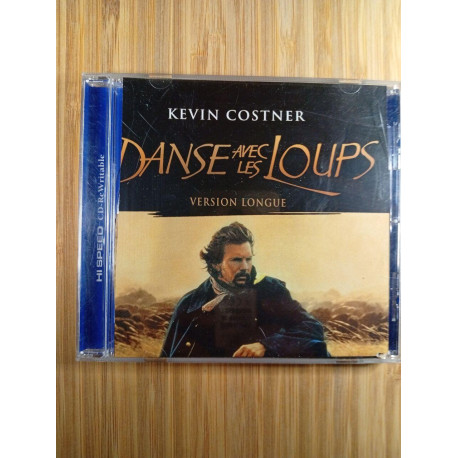 KEVIN COSTNER
DANSE AVEC LES LOUPS
VERSION LONGUE
HI SPEED CD-ReWritable